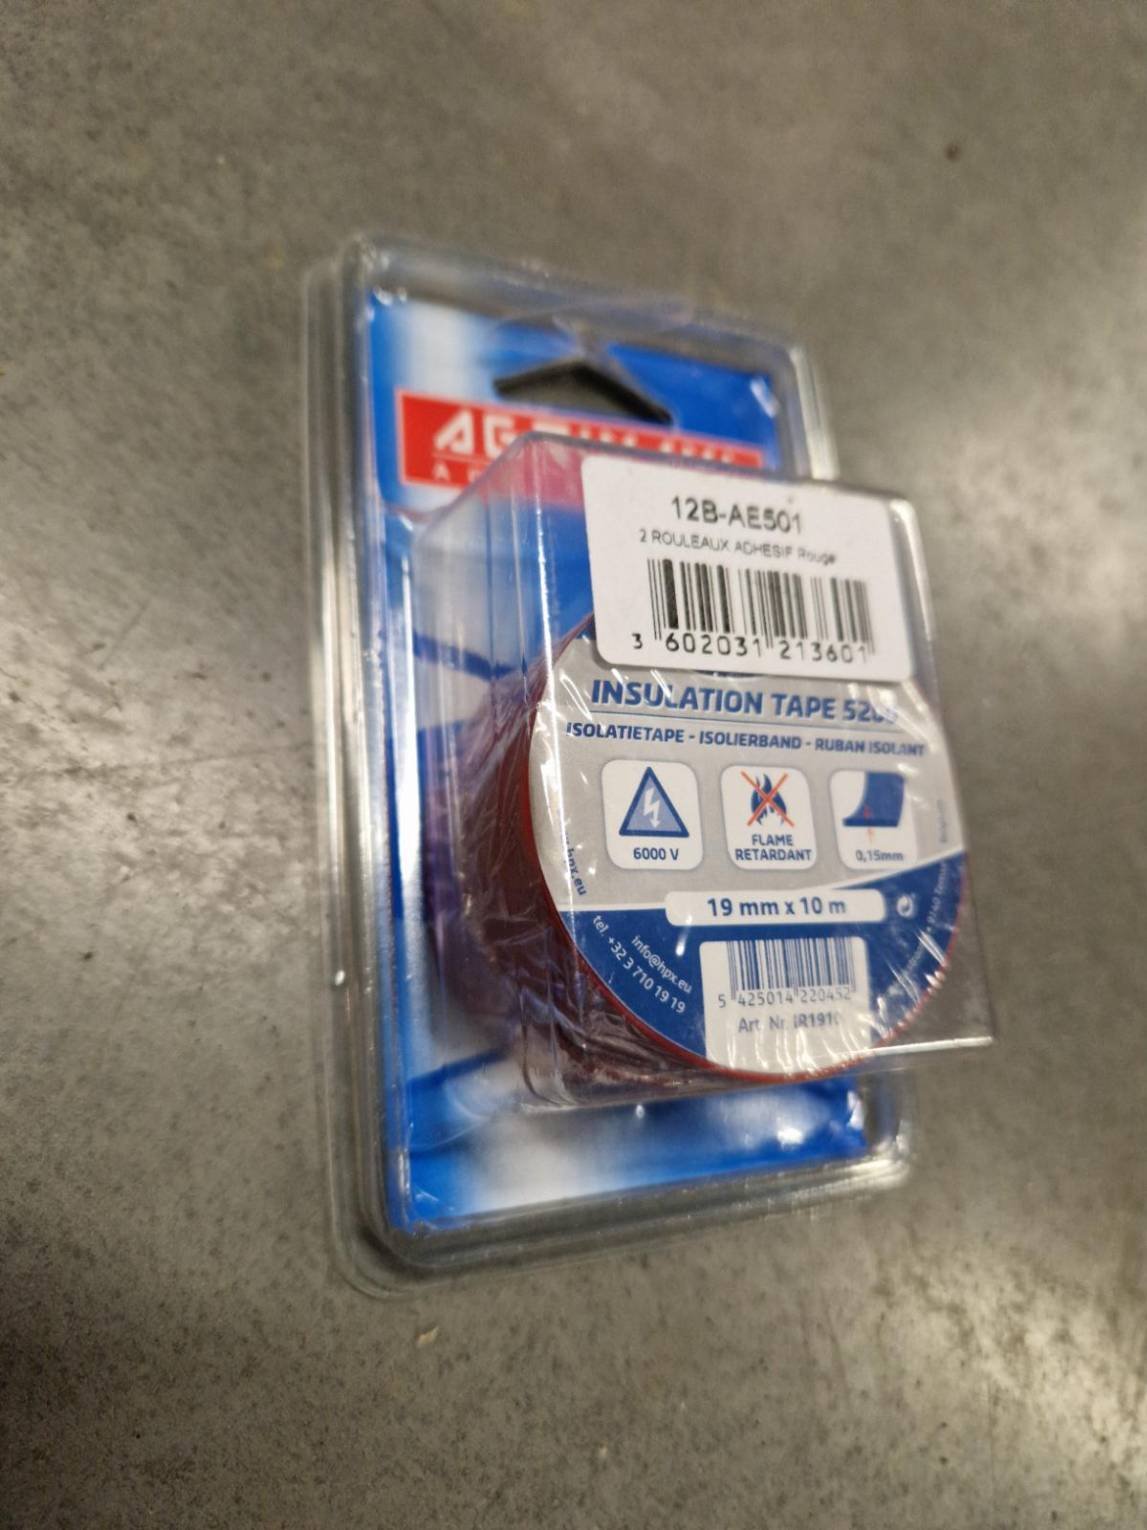 12B-AE501
2 ROULEAUX ADHESIF Rouge
3 602031 213601
INSULATION TAPE
ISOLATIETAPE - ISOLIERBAND - RUBAN ISOLANT
6000 V
FLAME
RETARDANT
0,15mm
19 mm x 10 m
info@hpx.eu
tel. +32 3 710 19 19
5 425014 220452
Art. Nr. IR1910